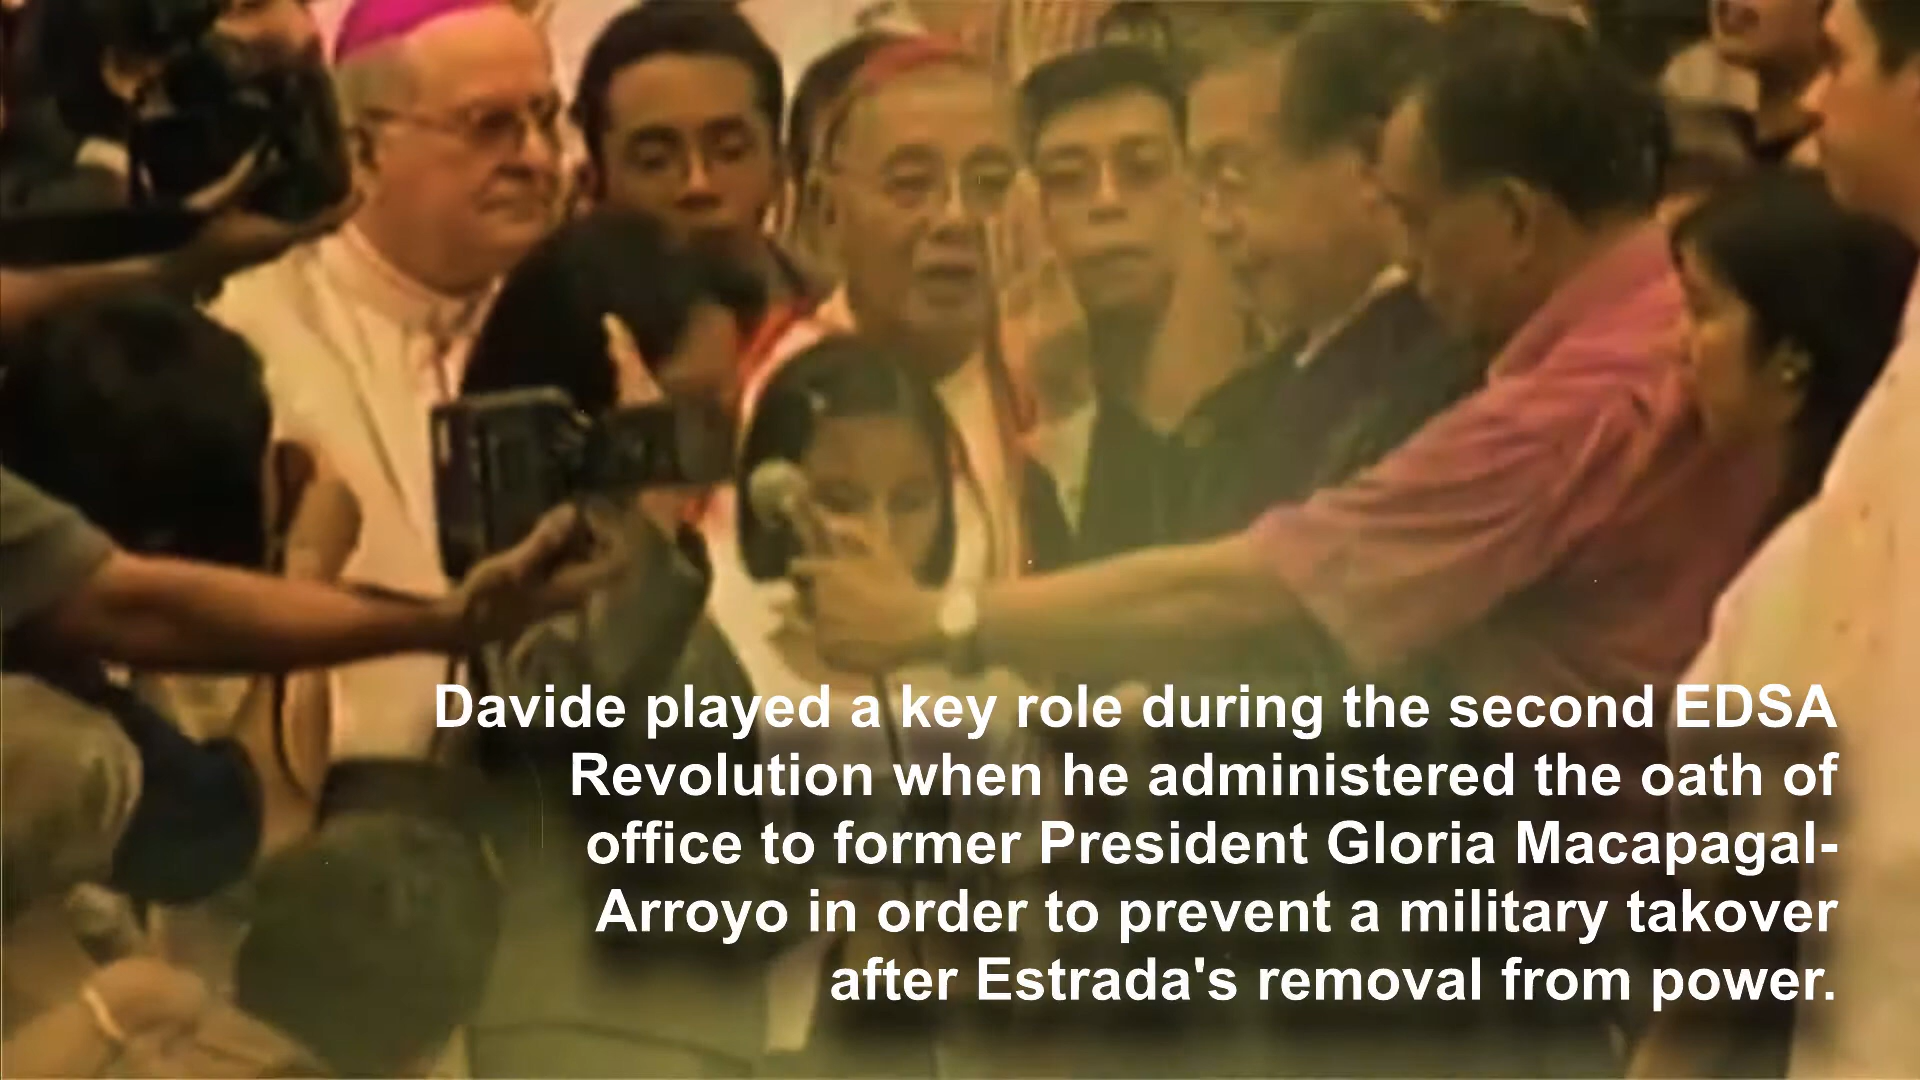 Davide played a key role during the second EDSA
Revolution when he administered the oath of
office to former President Gloria Macapagal-
Arroyo in order to prevent a military takover
after Estrada's removal from power.